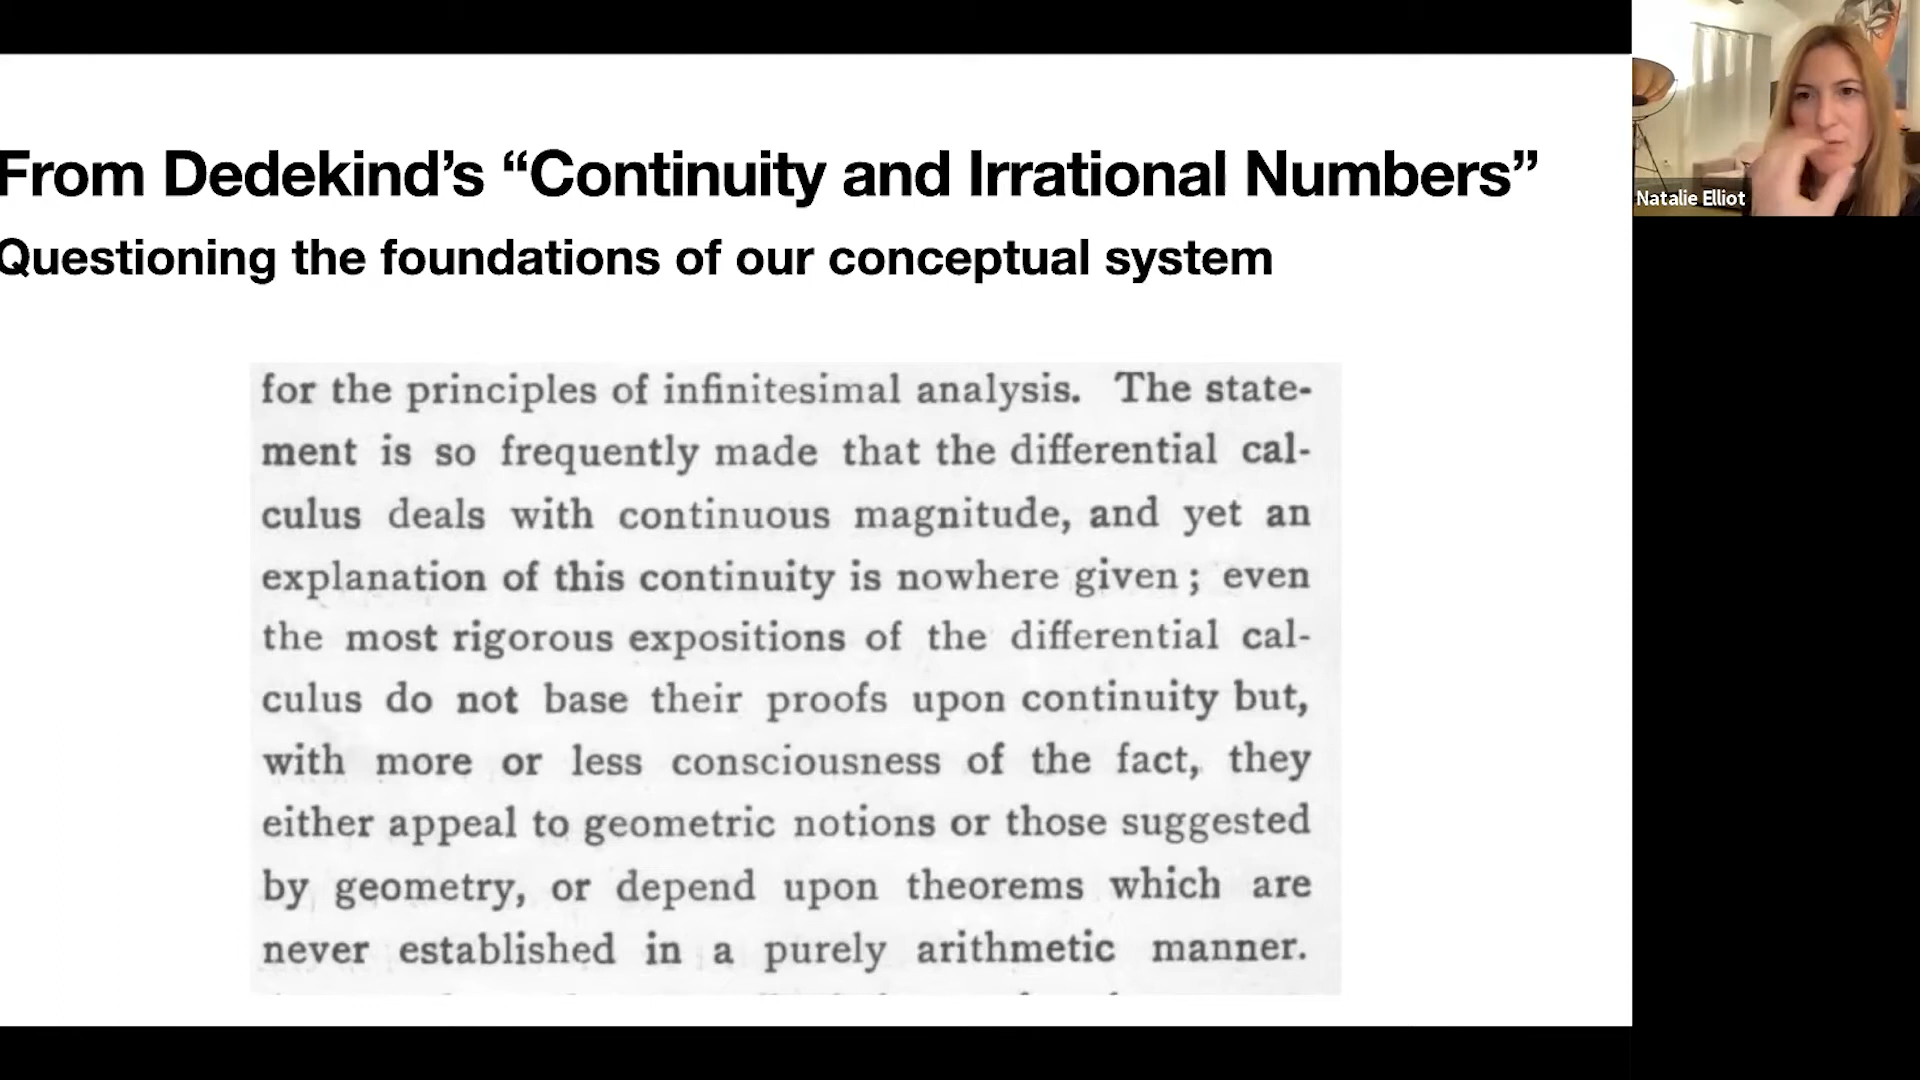 From Dedekind's “Continuity and Irrational Numbers”
Questioning the foundations of our conceptual system
for the principles of infinitesimal analysis. The state-
ment is so frequently made that the differential cal-
culus deals with continuous magnitude, and yet an
explanation of this continuity is nowhere given; even
the most rigorous expositions of the differential cal-
culus do not base their proofs upon continuity but,
with more or less consciousness of the fact, they
either appeal to geometric notions or those suggested
by geometry, or depend upon theorems which are
never established in a purely arithmetic manner.
Natalie Elliot